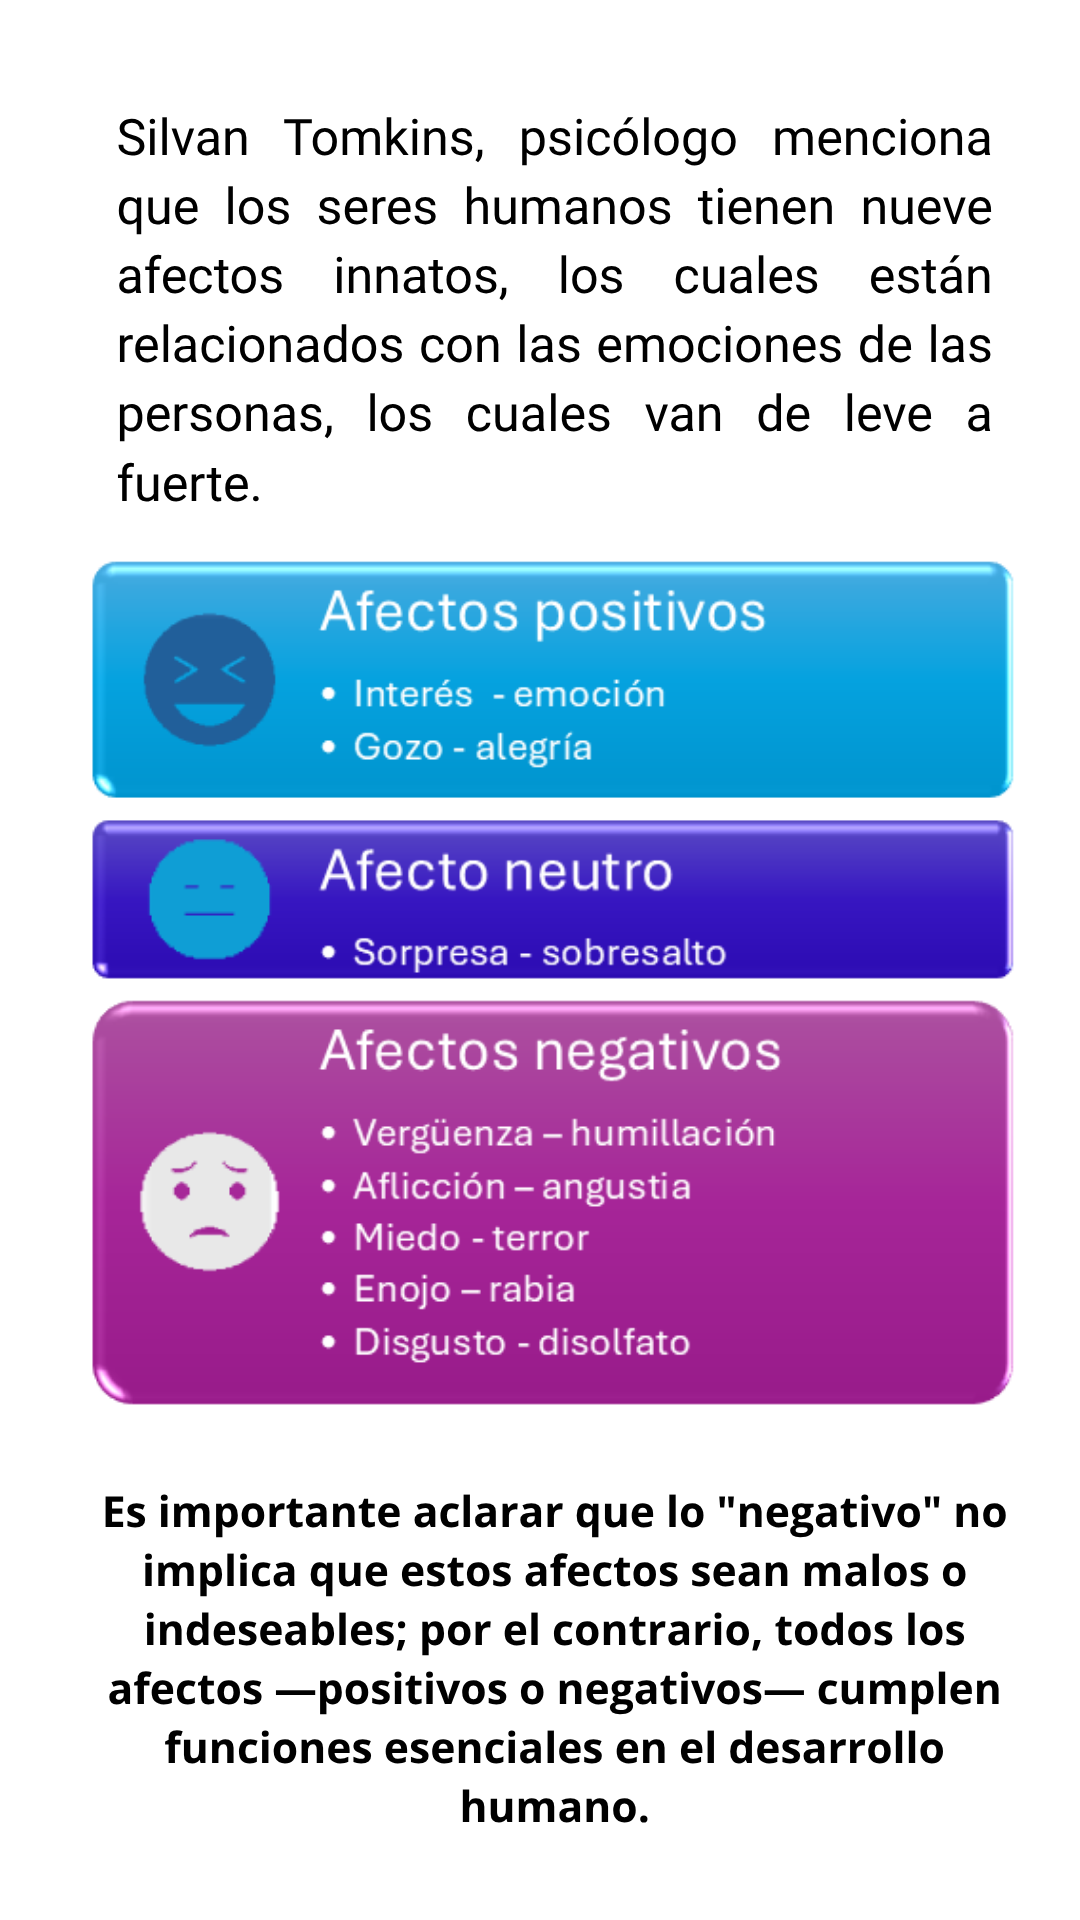 Silvan Tomkins, psicólogo menciona
que los seres humanos tienen nueve
afectos innatos, los cuales están
relacionados con las emociones de las
personas, los cuales van de leve a
fuerte.
Afectos positivos
• Interés - emoción
• Gozo - alegría
Afecto neutro
• Sorpresa - sobresalto
Afectos negativos
• Vergüenza – humillación
• Aflicción – angustia
• Miedo - terror
• Enojo – rabia
• Disgusto - disolfato
Es importante aclarar que lo "negativo" no
implica que estos afectos sean malos o
indeseables; por el contrario, todos los
afectos —positivos o negativos— cumplen
funciones esenciales en el desarrollo
humano.